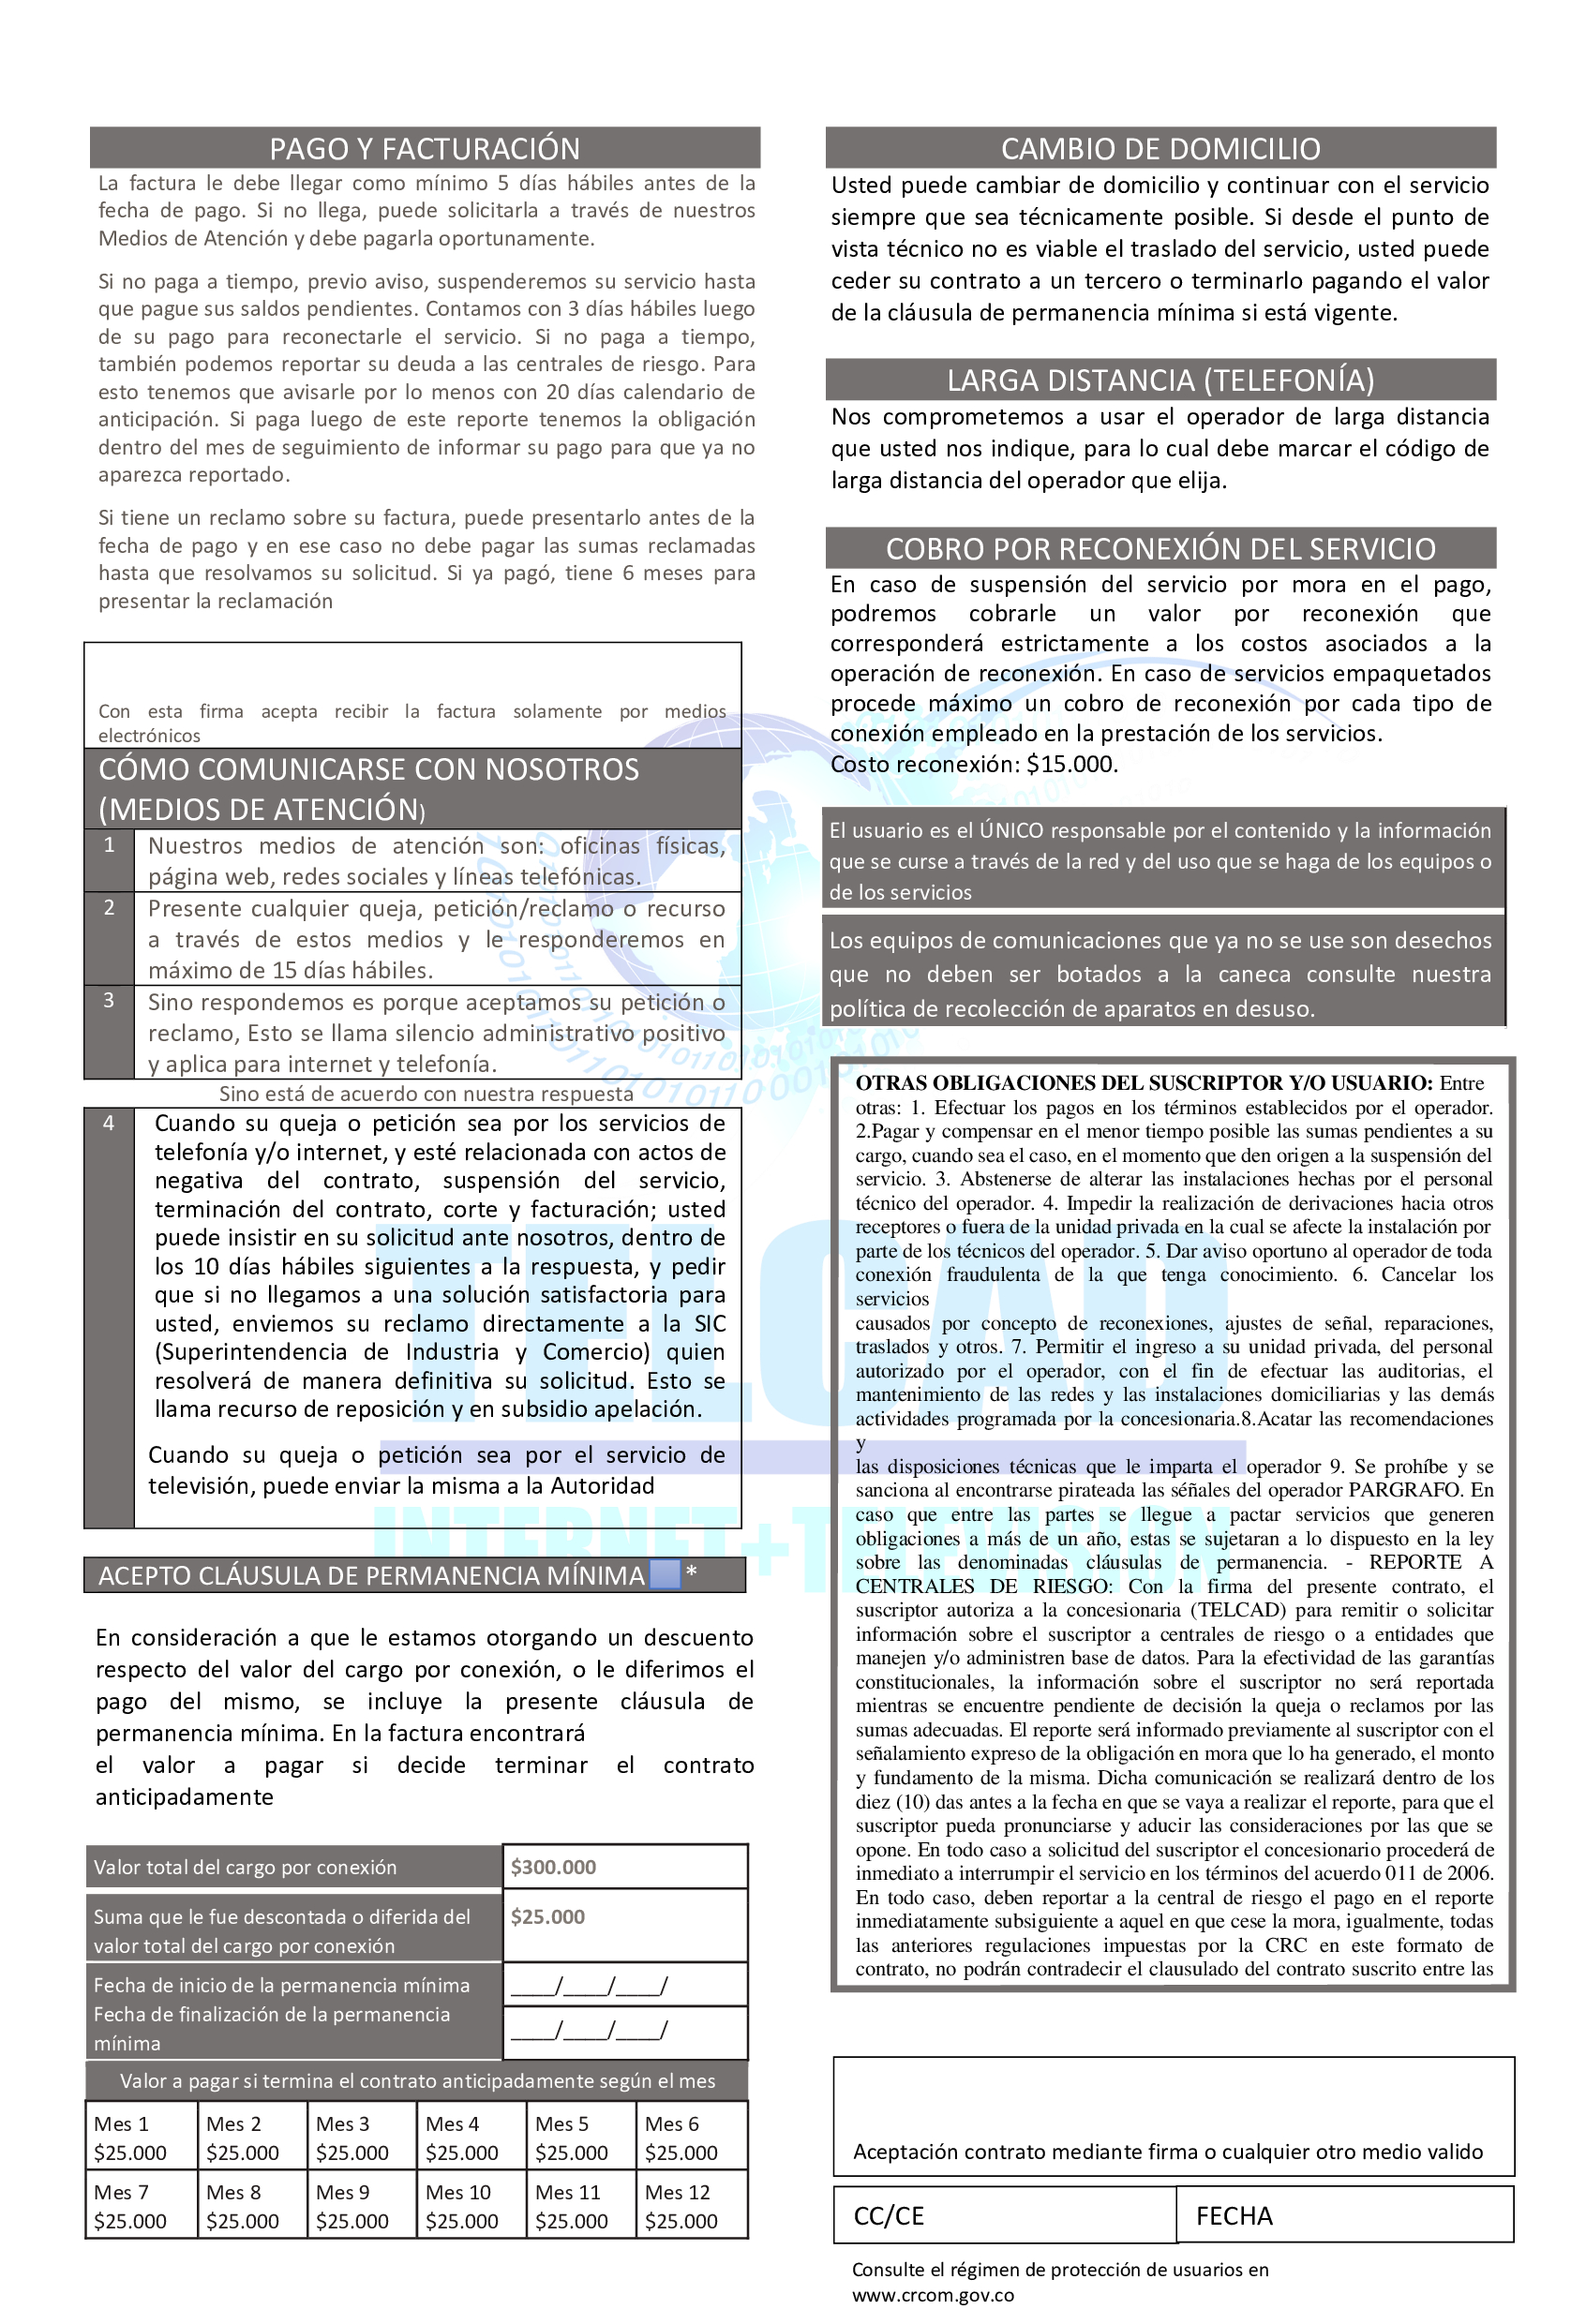 PAGO Y FACTURACIÓN
La factura le debe llegar como mínimo 5 días hábiles antes de la
fecha de pago. Si no llega, puede solicitarla a través de nuestros
Medios de Atención y debe pagarla oportunamente.
Si no paga a tiempo, previo aviso, suspenderemos su servicio hasta
que pague sus saldos pendientes. Contamos con 3 días hábiles luego
de su pago para reconectarle el servicio. Si no paga a tiempo,
también podemos reportar su deuda a las centrales de riesgo. Para
esto tenemos que avisarle por lo menos con 20 días calendario de
anticipación. Si paga luego de este reporte tenemos la obligación
dentro del mes de seguimiento de informar su pago para que ya no
aparezca reportado.
Si tiene un reclamo sobre su factura, puede presentarlo antes de la
fecha de pago y en ese caso no debe pagar las sumas reclamadas
hasta que resolvamos su solicitud. Si ya pagó, tiene 6 meses para
presentar la reclamación
Con esta firma acepta recibir la factura solamente por medios
electrónicos
CÓMO COMUNICARSE CON NOSOTROS
(MEDIOS DE ATENCIÓN)
1 Nuestros medios de atención son: oficinas físicas,
página web, redes sociales y líneas telefónicas.
2 Presente cualquier queja, petición/reclamo o recurso
a través de estos medios y le responderemos en
máximo de 15 días hábiles.
3 Sino respondemos es porque aceptamos su petición o
reclamo, Esto se llama silencio administrativo positivo
y aplica para internet y telefonía.
Sino está de acuerdo con nuestra respuesta
4 Cuando su queja o petición sea por los servicios de
telefonía y/o internet, y esté relacionada con actos de
negativa del contrato, suspensión del servicio,
terminación del contrato, corte y facturación; usted
puede insistir en su solicitud ante nosotros, dentro de
los 10 días hábiles siguientes a la respuesta, y pedir
que si no llegamos a una solución satisfactoria para
usted, enviemos su reclamo directamente a la SIC
(Superintendencia de Industria y Comercio) quien
resolverá de manera definitiva su solicitud. Esto se
llama recurso de reposición y en subsidio apelación.
Cuando su queja o petición sea por el servicio de
televisión, puede enviar la misma a la Autoridad
ACEPTO CLÁUSULA DE PERMANENCIA MÍNIMA *
En consideración a que le estamos otorgando un descuento
respecto del valor del cargo por conexión, o le diferimos el
pago del mismo, se incluye la presente cláusula de
permanencia mínima. En la factura encontrará
el valor a pagar si decide terminar el contrato
anticipadamente
Valor total del cargo por conexión $300.000
Suma que le fue descontada o diferida del $25.000
valor total del cargo por conexión
Fecha de inicio de la permanencia mínima ____/____/____/
Fecha de finalización de la permanencia
mínima ____/____/____/
Valor a pagar si termina el contrato anticipadamente según el mes
Mes 1 Mes 2 Mes 3 Mes 4 Mes 5 Mes 6
$25.000 $25.000 $25.000 $25.000 $25.000 $25.000
Mes 7 Mes 8 Mes 9 Mes 10 Mes 11 Mes 12
$25.000 $25.000 $25.000 $25.000 $25.000 $25.000
CAMBIO DE DOMICILIO
Usted puede cambiar de domicilio y continuar con el servicio
siempre que sea técnicamente posible. Si desde el punto de
vista técnico no es viable el traslado del servicio, usted puede
ceder su contrato a un tercero o terminarlo pagando el valor
de la cláusula de permanencia mínima si está vigente.
LARGA DISTANCIA (TELEFONÍA)
Nos comprometemos a usar el operador de larga distancia
que usted nos indique, para lo cual debe marcar el código de
larga distancia del operador que elija.
COBRO POR RECONEXIÓN DEL SERVICIO
En caso de suspensión del servicio por mora en el pago,
podremos cobrarle un valor por reconexión que
corresponderá estrictamente a los costos asociados a la
operación de reconexión. En caso de servicios empaquetados
procede máximo un cobro de reconexión por cada tipo de
conexión empleado en la prestación de los servicios.
Costo reconexión: $15.000.
El usuario es el ÚNICO responsable por el contenido y la información
que se curse a través de la red y del uso que se haga de los equipos o
de los servicios
Los equipos de comunicaciones que ya no se use son desechos
que no deben ser botados a la caneca consulte nuestra
política de recolección de aparatos en desuso.
OTRAS OBLIGACIONES DEL SUSCRIPTOR Y/O USUARIO: Entre
otras: 1. Efectuar los pagos en los términos establecidos por el operador.
2.Pagar y compensar en el menor tiempo posible las sumas pendientes a su
cargo, cuando sea el caso, en el momento que den origen a la suspensión del
servicio. 3. Abstenerse de alterar las instalaciones hechas por el personal
técnico del operador. 4. Impedir la realización de derivaciones hacia otros
receptores o fuera de la unidad privada en la cual se afecte la instalación por
parte de los técnicos del operador. 5. Dar aviso oportuno al operador de toda
conexión fraudulenta de la que tenga conocimiento. 6. Cancelar los
servicios
causados por concepto de reconexiones, ajustes de señal, reparaciones,
traslados y otros. 7. Permitir el ingreso a su unidad privada, del personal
autorizado por el operador, con el fin de efectuar las auditorias, el
mantenimiento de las redes y las instalaciones domiciliarias y las demás
actividades programada por la concesionaria.8.Acatar las recomendaciones
y
las disposiciones técnicas que le imparta el operador 9. Se prohíbe y se
sanciona al encontrarse pirateada las séñales del operador PARGRAFO. En
caso que entre las partes se llegue a pactar servicios que generen
obligaciones a más de un año, estas se sujetaran a lo dispuesto en la ley
sobre las denominadas cláusulas de permanencia. - REPORTE A
CENTRALES DE RIESGO: Con la firma del presente contrato, el
suscriptor autoriza a la concesionaria (TELCAD) para remitir o solicitar
información sobre el suscriptor a centrales de riesgo o a entidades que
manejen y/o administren base de datos. Para la efectividad de las garantías
constitucionales, la información sobre el suscriptor no será reportada
mientras se encuentre pendiente de decisión la queja o reclamos por las
sumas adecuadas. El reporte será informado previamente al suscriptor con el
señalamiento expreso de la obligación en mora que lo ha generado, el monto
y fundamento de la misma. Dicha comunicación se realizará dentro de los
diez (10) das antes a la fecha en que se vaya a realizar el reporte, para que el
suscriptor pueda pronunciarse y aducir las consideraciones por las que se
opone. En todo caso a solicitud del suscriptor el concesionario procederá de
inmediato a interrumpir el servicio en los términos del acuerdo 011 de 2006.
En todo caso, deben reportar a la central de riesgo el pago en el reporte
inmediatamente subsiguiente a aquel en que cese la mora, igualmente, todas
las anteriores regulaciones impuestas por la CRC en este formato de
contrato, no podrán contradecir el clausulado del contrato suscrito entre las
Aceptación contrato mediante firma o cualquier otro medio valido
CC/CE FECHA
Consulte el régimen de protección de usuarios en
www.crcom.gov.co
TELCAD
INTERNET+TELEVISION